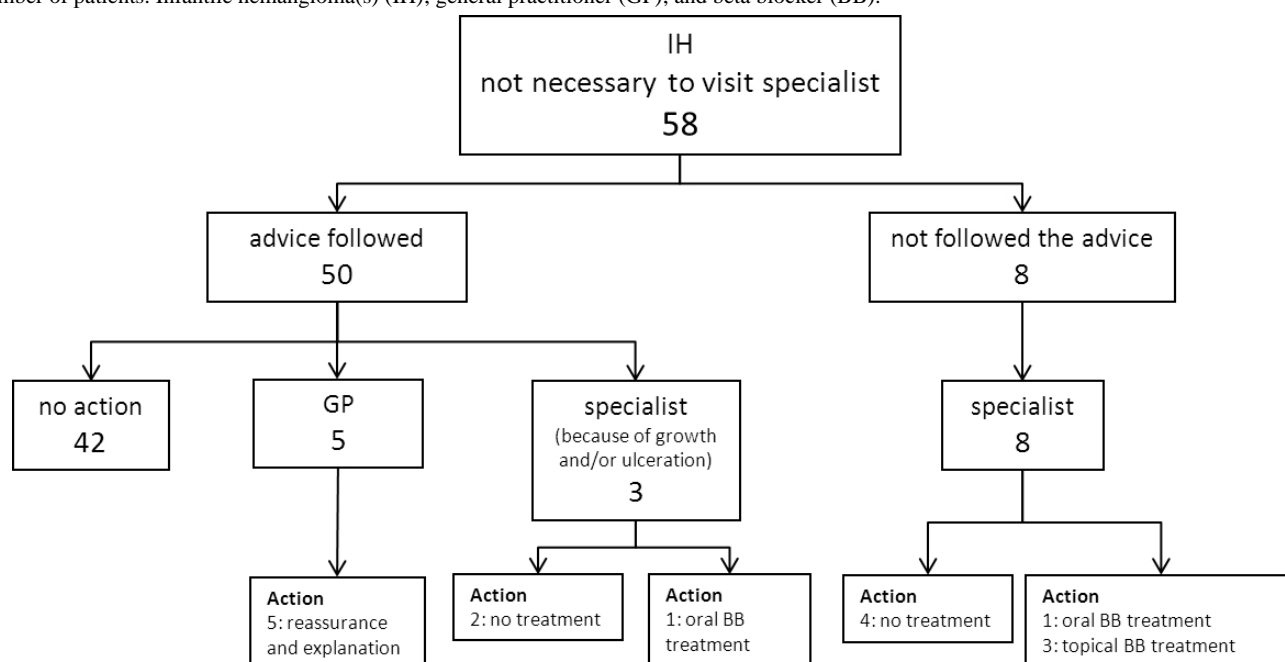 mber of patients. Infantile hemangioma(s) (IH), general practitioner (GP), and beta blocker (BB).
IH
not necessary to visit specialist
58
advice followed
50
not followed the advice
8
no action
42
GP
5
specialist
(because of growth
and/or ulceration)
3
specialist
8
Action
5: reassurance
and explanation
Action
2: no treatment
Action
1: oral BB
treatment
Action
4: no treatment
Action
1: oral BB treatment
3: topical BB treatment